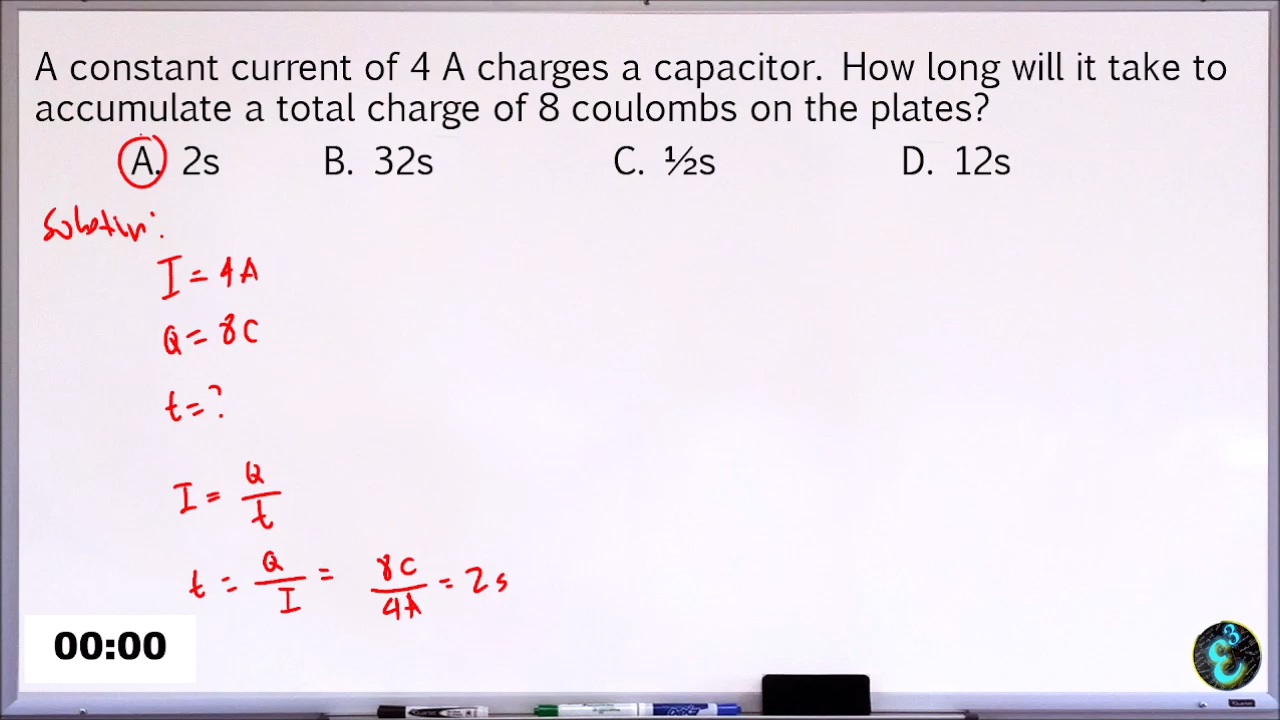 A constant current of 4 A charges a capacitor. How long will it take to
accumulate a total charge of 8 coulombs on the plates?
A. 2s B. 32s C. ½s D. 12s
Solution:
I = 4A
Q = 8C
t = ?
I = Q/t
t = Q/I = 8C/4A = 2s
00:00
ε³